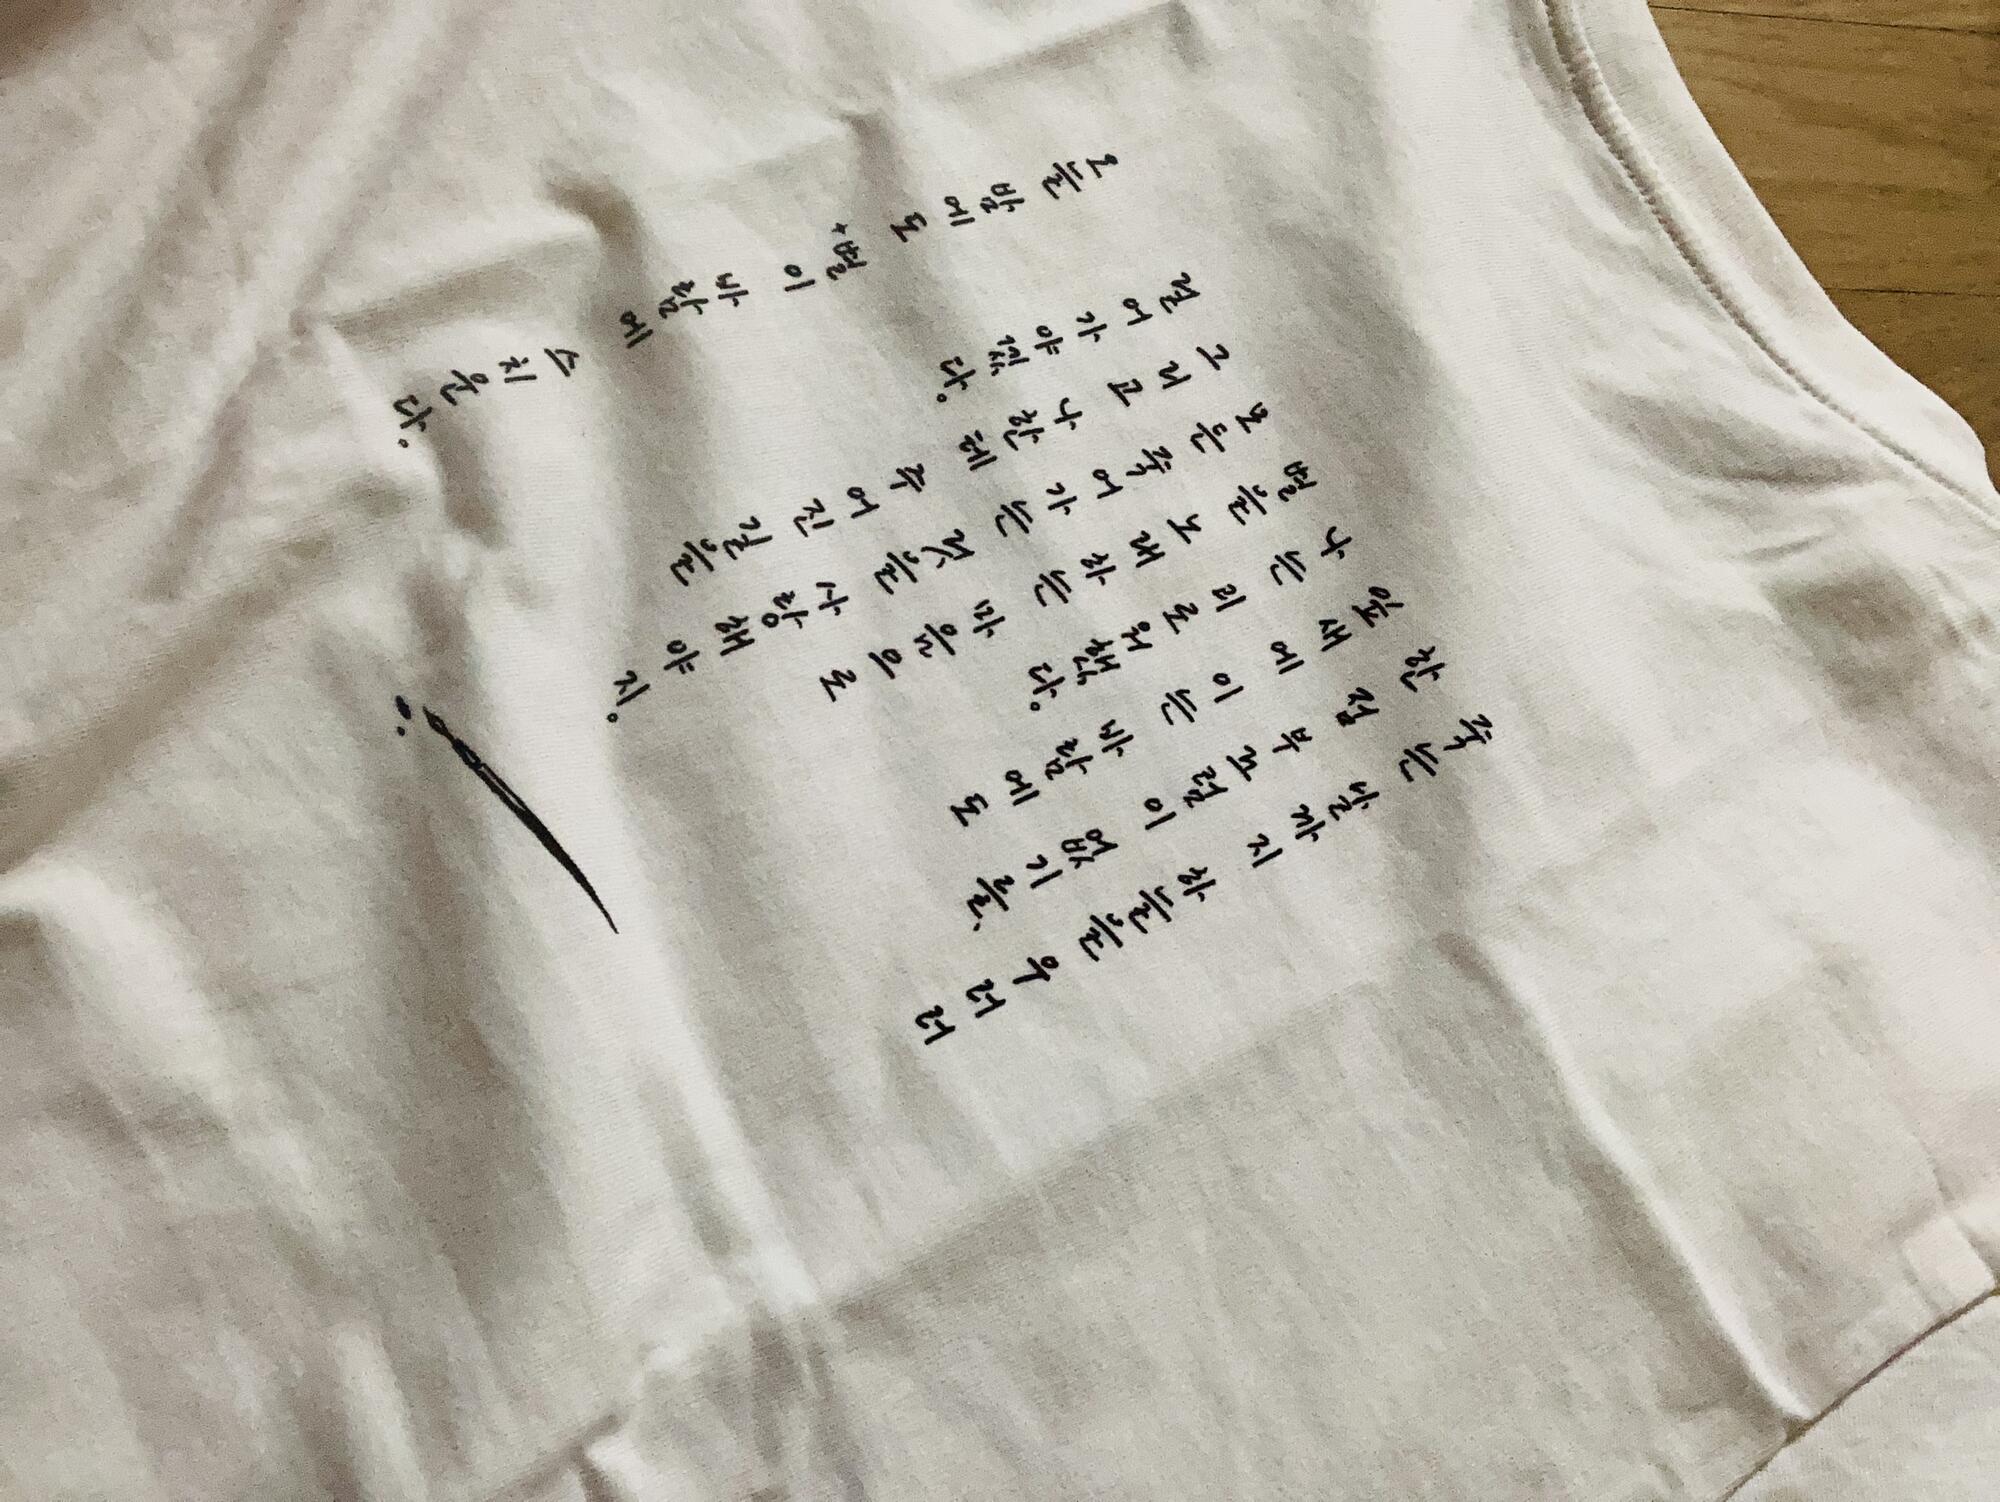 죽는 날까지 하늘을 우러러
한 점 부끄럼이 없기를,
잎새에 이는 바람에도
나는 괴로워했다.
별을 노래하는 마음으로
모든 죽어가는 것을 사랑해야지.
그리고 나한테 주어진 길을
걸어가야겠다.
오늘밤에도 별이 바람에 스치운다.